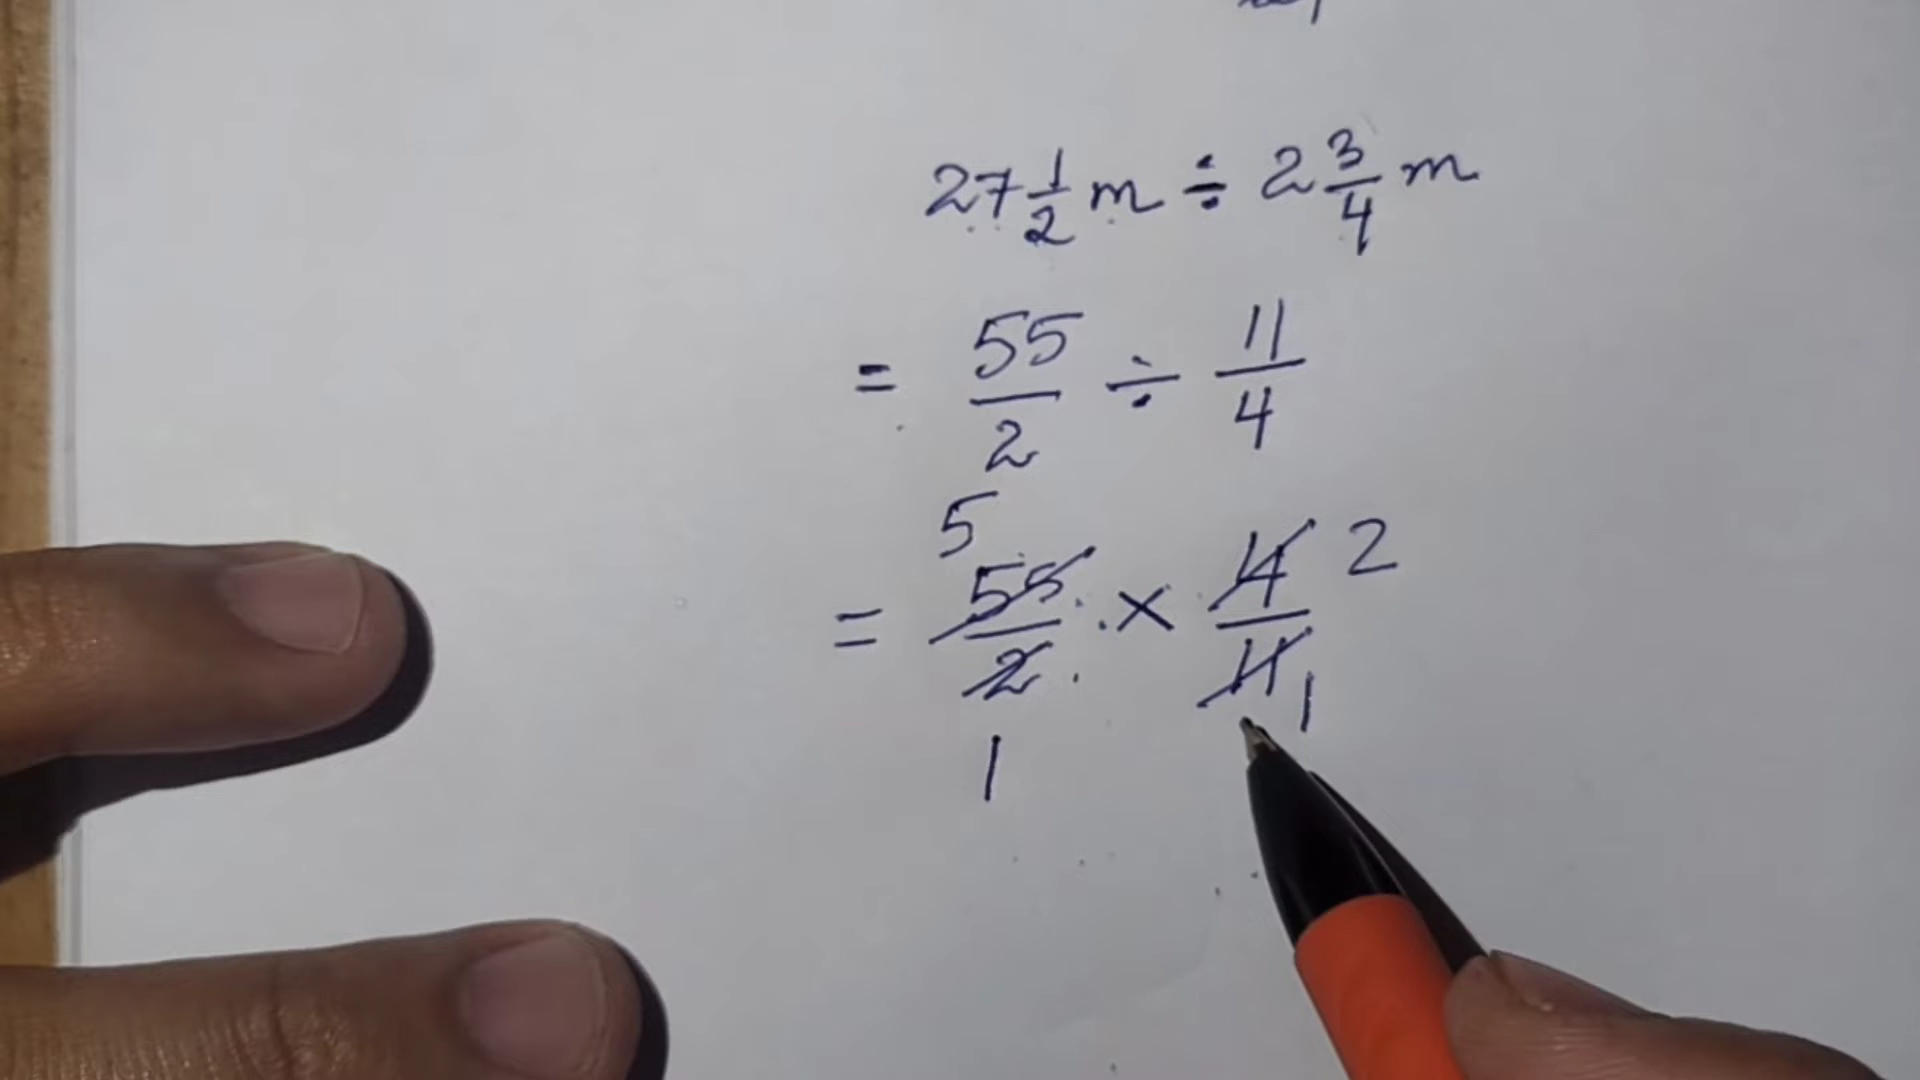 27 1/2 m ÷ 2 3/4 m
= 55/2 ÷ 11/4
5 2
= 55/2 . × 4/11
1 1